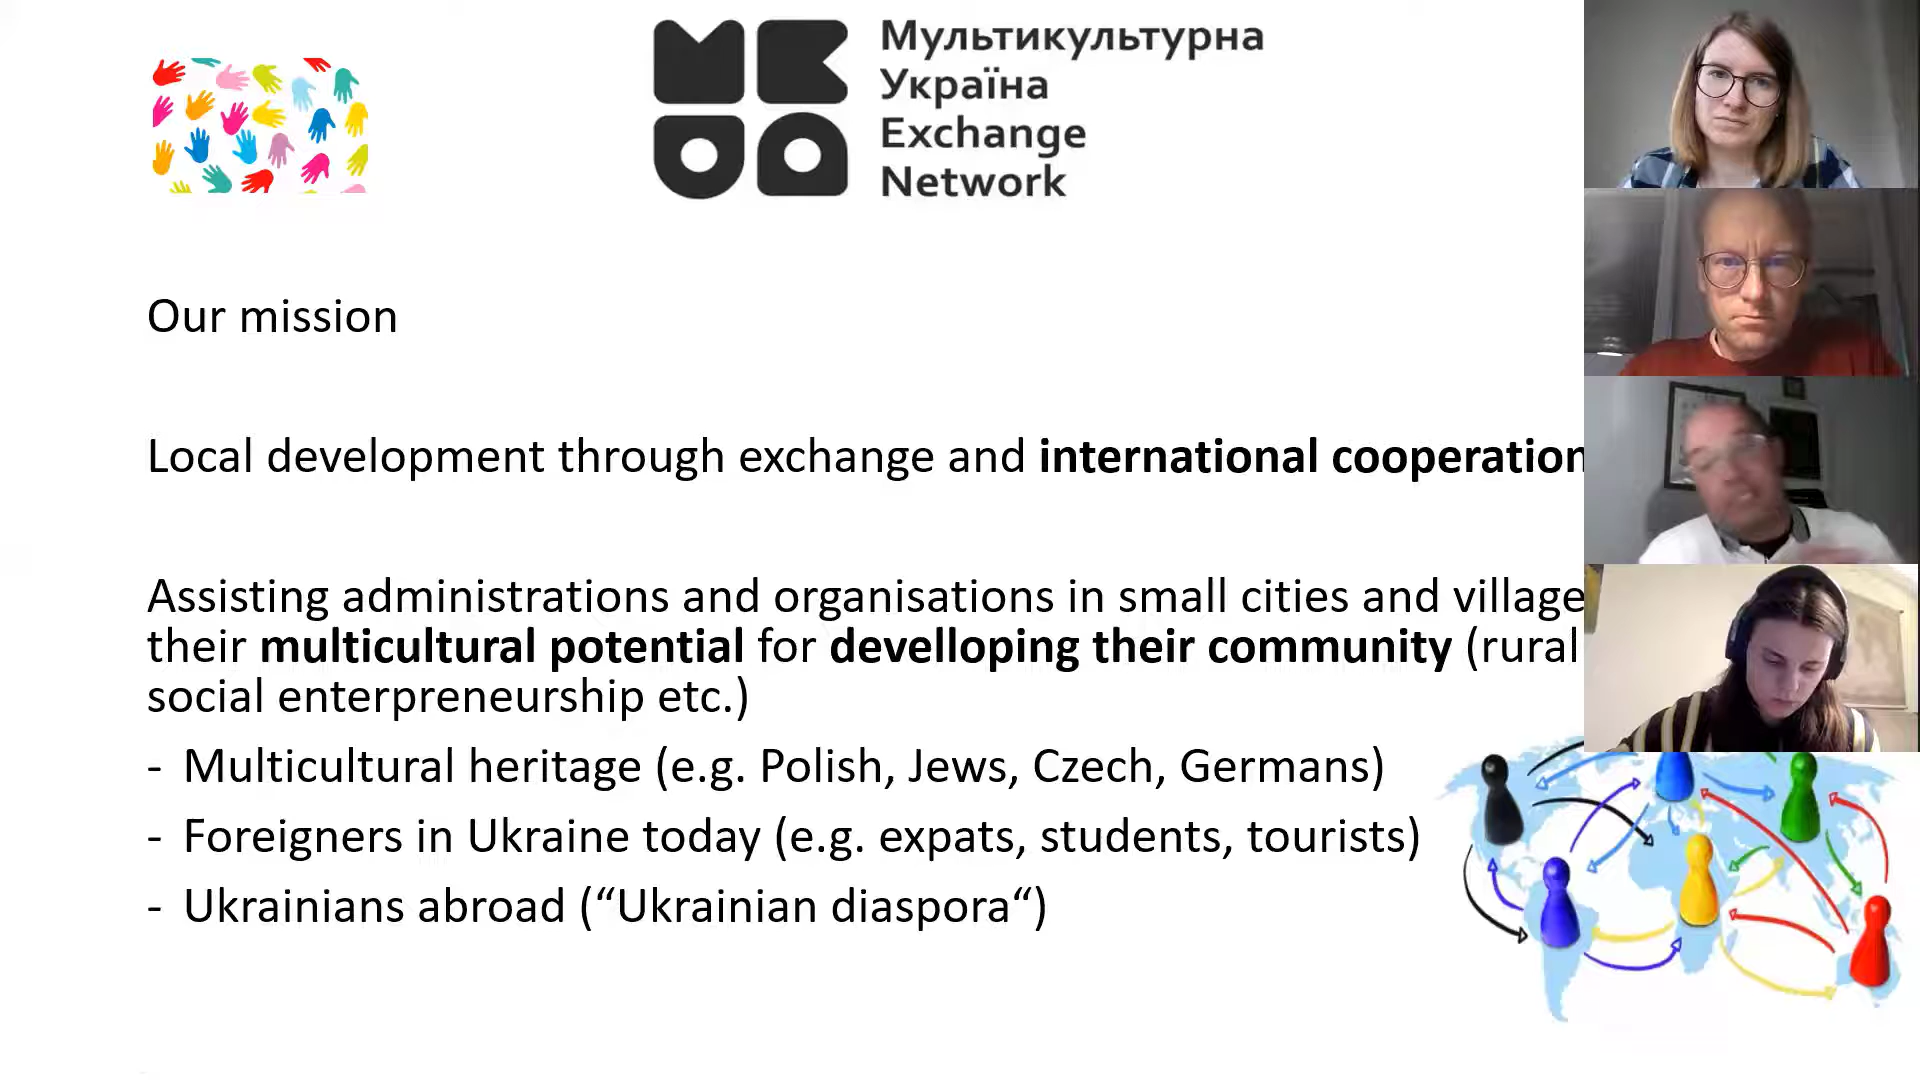 Мультикультурна
Україна
Exchange
Network
Our mission
Local development through exchange and international cooperation
Assisting administrations and organisations in small cities and village
their multicultural potential for develloping their community (rural
social enterpreneurship etc.)
- Multicultural heritage (e.g. Polish, Jews, Czech, Germans)
- Foreigners in Ukraine today (e.g. expats, students, tourists)
- Ukrainians abroad (“Ukrainian diaspora“)